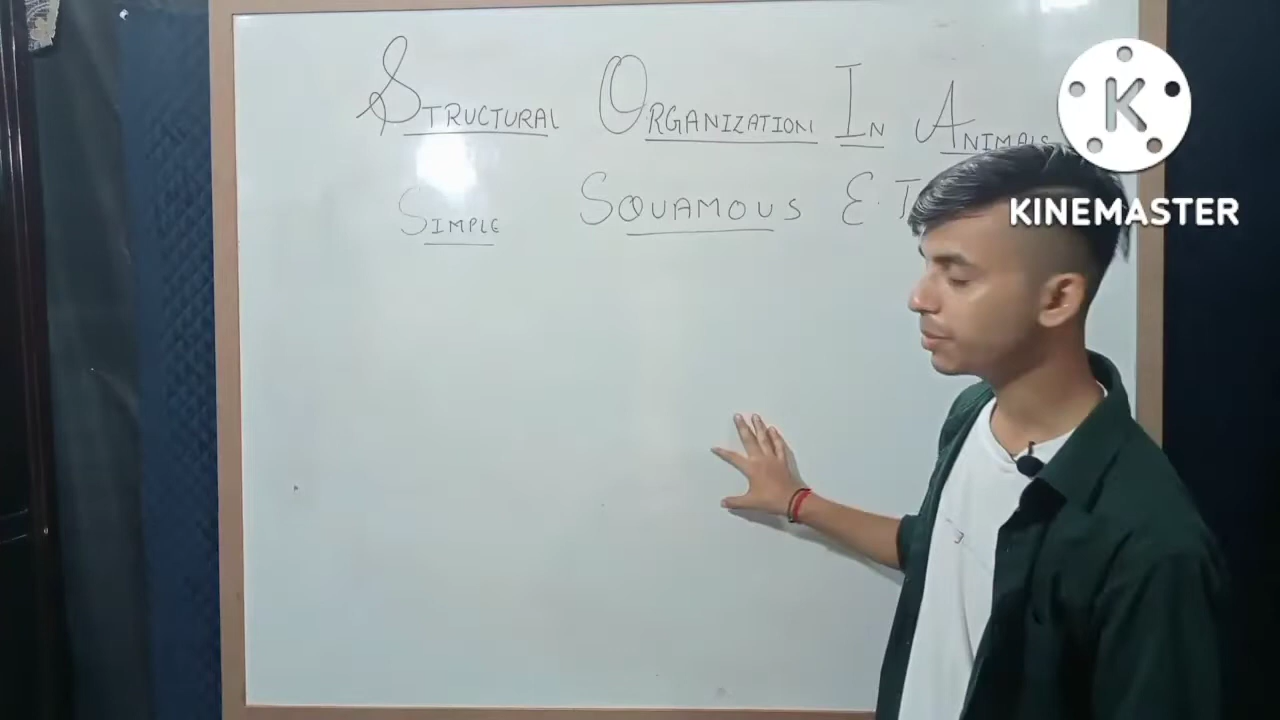 STRUCTURAL ORGANIZATION IN ANIMALS
SIMPLE SQUAMOUS E.T
K
KINEMASTER